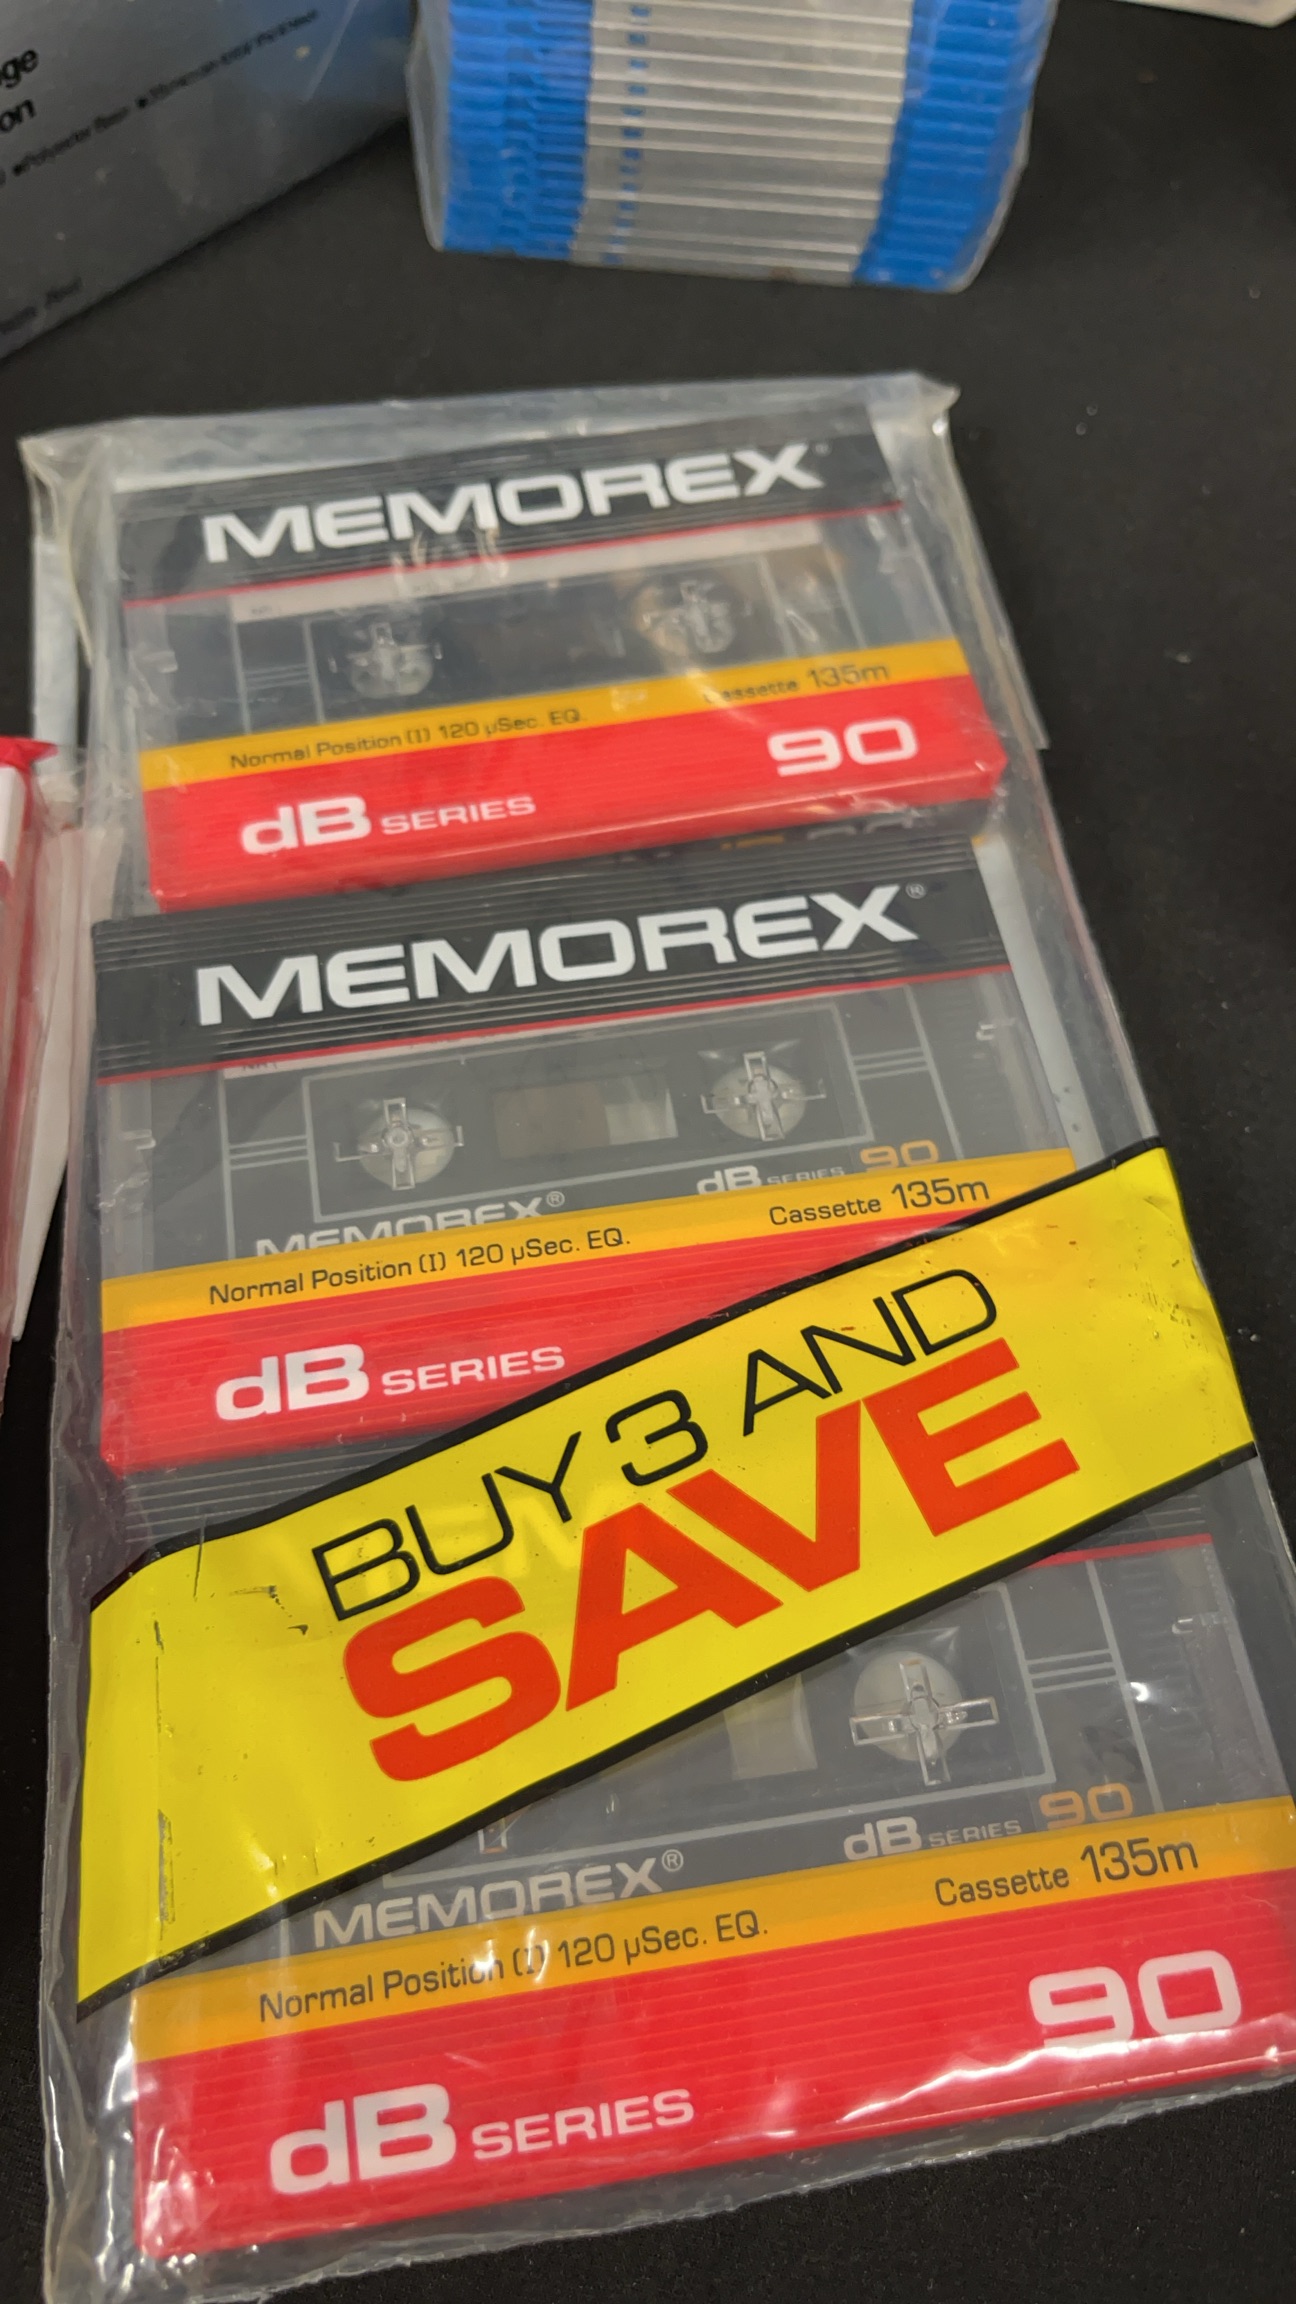 ge
on
MEMOREX
Cassette 135m
Normal Position (I) 120 µSec. EQ.
90
dB SERIES
MEMOREX®
dB SERIES 90
MEMOREX®
Cassette 135m
Normal Position (I) 120 µSec. EQ.
dB SERIES
BUY 3 AND
SAVE
dB SERIES 90
MEMOREX®
Cassette 135m
Normal Position (I) 120 µSec. EQ.
90
dB SERIES